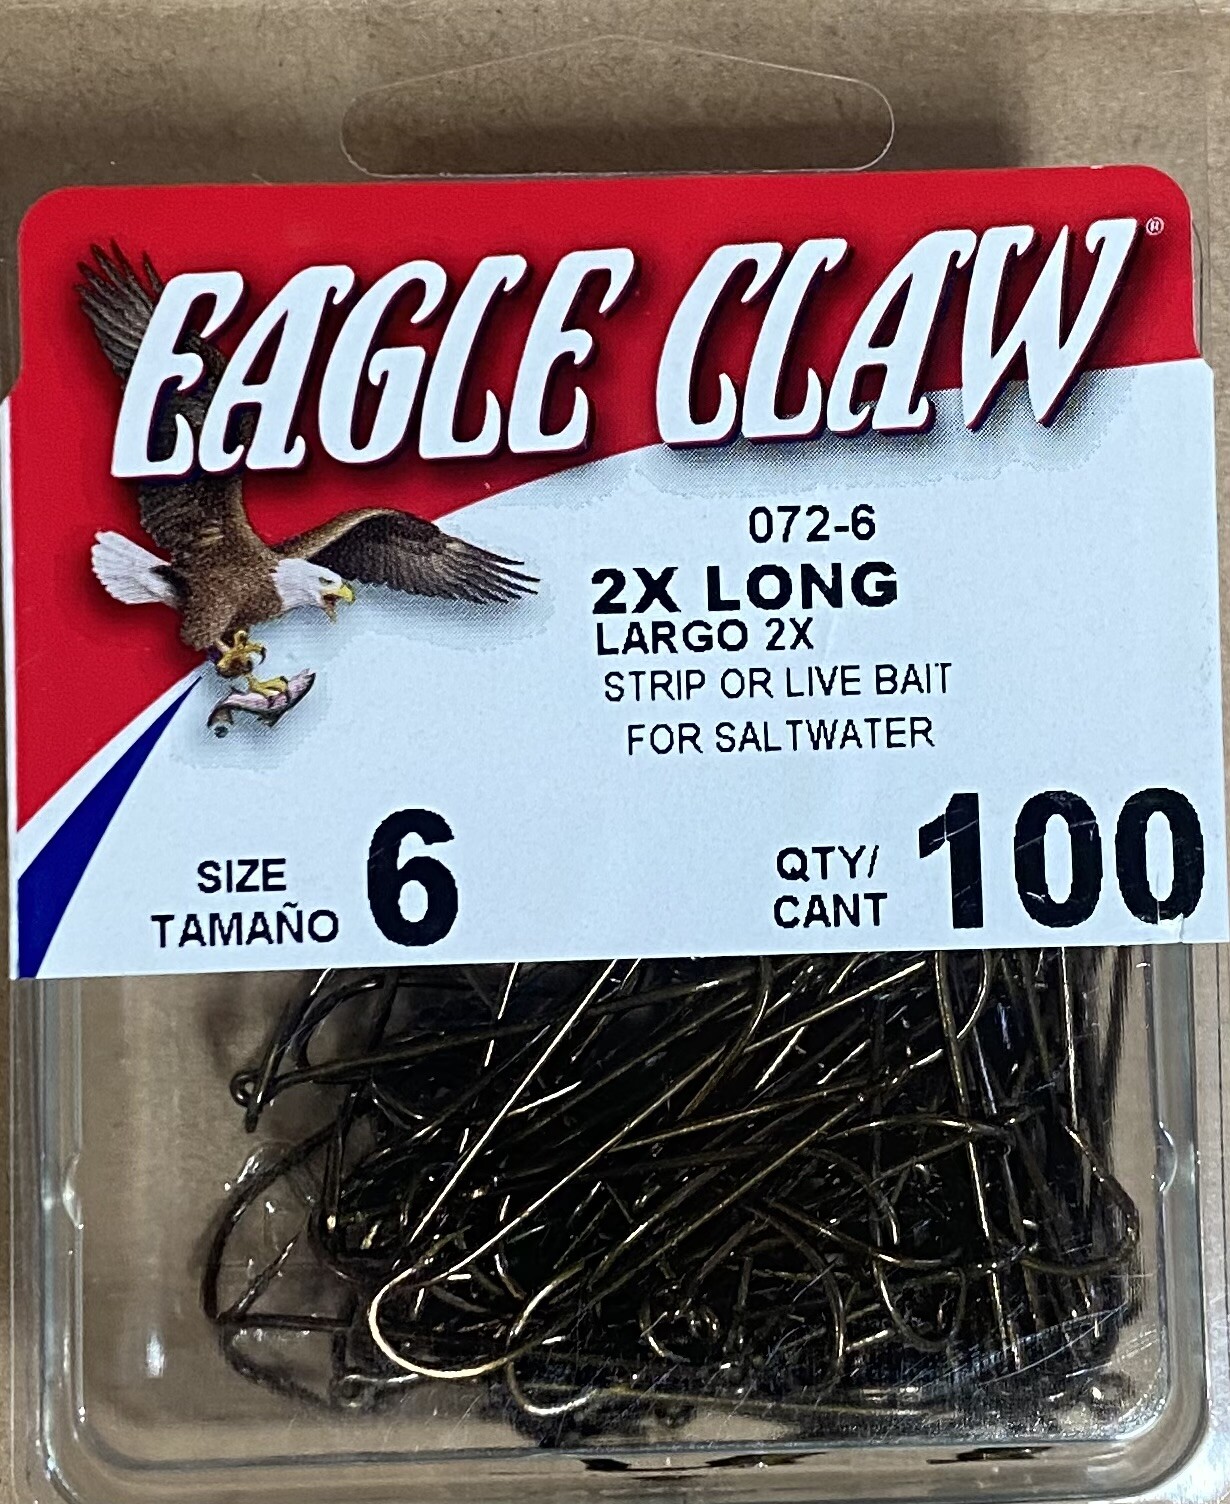 EAGLE CLAW®
072-6
2X LONG
LARGO 2X
STRIP OR LIVE BAIT
FOR SALTWATER
SIZE
TAMAÑO
6
QTY/
CANT
100